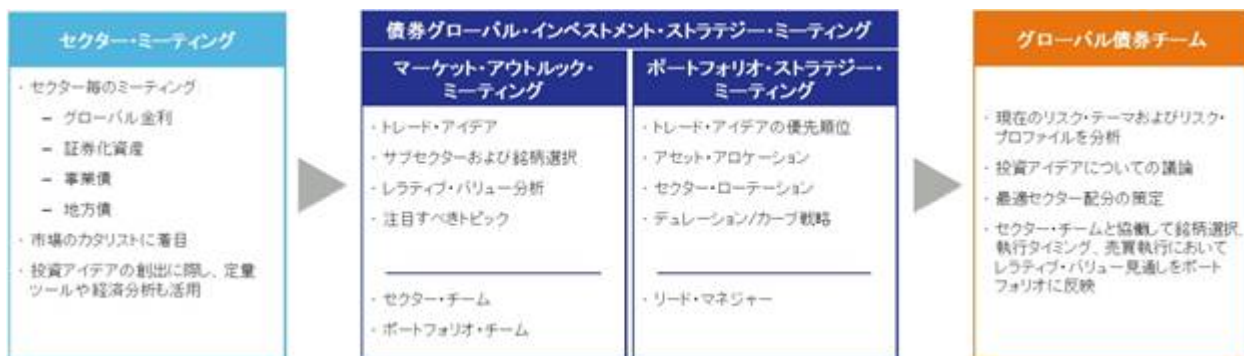 セクター・ミーティング
・セクター毎のミーティング
− グローバル金利
− 証券化資産
− 事業債
− 地方債
・市場のカタリストに着目
・投資アイデアの創出に際し、定量
ツールや経済分析も活用
債券グローバル・インベストメント・ストラテジー・ミーティング
マーケット・アウトルック・
ミーティング
・トレード・アイデア
・サブセクターおよび銘柄選択
・レラティブ・バリュー分析
・注目すべきトピック
・セクター・チーム
・ポートフォリオ・チーム
ポートフォリオ・ストラテジー・
ミーティング
・トレード・アイデアの優先順位
・アセット・アロケーション
・セクター・ローテーション
・デュレーション/カーブ戦略
・リード・マネジャー
グローバル債券チーム
・現在のリスク・テーマおよびリスク・
プロファイルを分析
・投資アイデアについての議論
・最適セクター配分の策定
・セクター・チームと協働して銘柄選択、
執行タイミング、売買執行において
レラティブ・バリュー見通しをポート
フォリオに反映